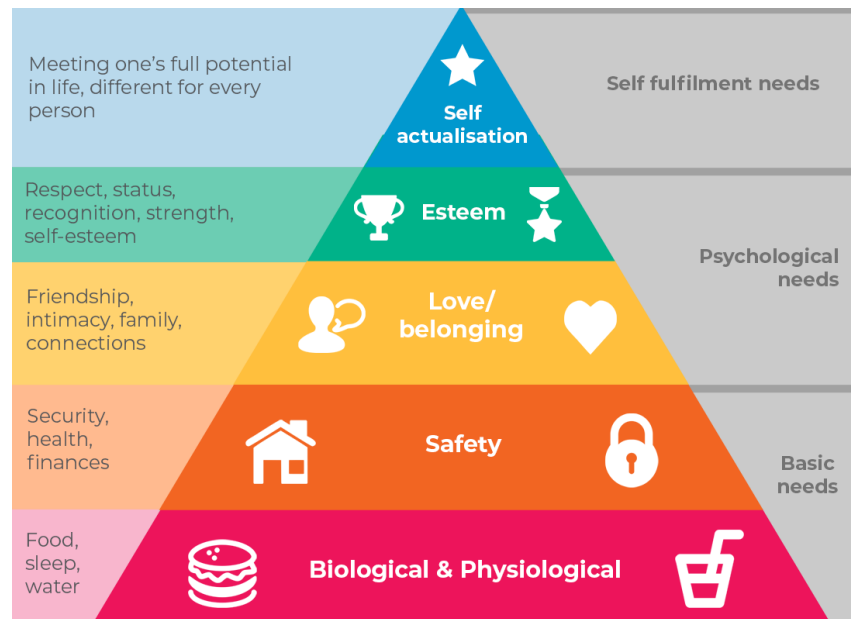 Meeting one's full potential
in life, different for every
person
Self
actualisation
Self fulfilment needs
Respect, status,
recognition, strength,
self-esteem
Esteem
Psychological
needs
Friendship,
intimacy, family,
connections
Love/
belonging
Security,
health,
finances
Safety
Basic
needs
Food,
sleep,
water
Biological & Physiological